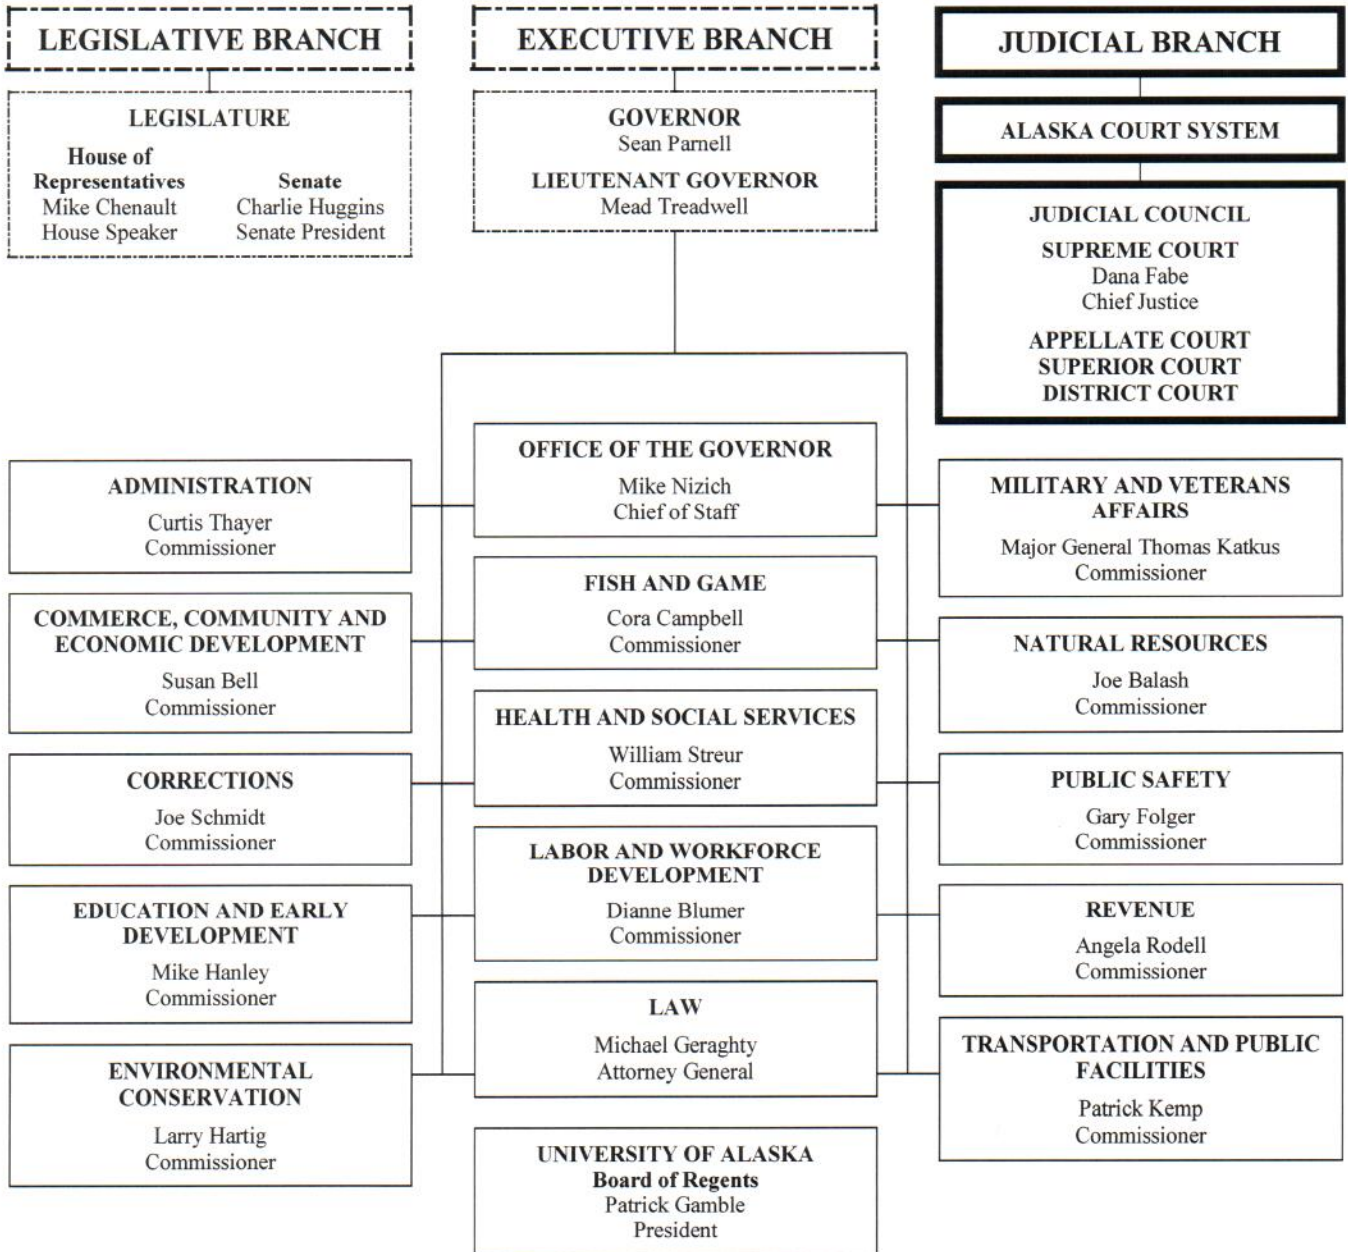 LEGISLATIVE BRANCH
LEGISLATURE
House of
Representatives
Mike Chenault
House Speaker
Senate
Charlie Huggins
Senate President
EXECUTIVE BRANCH
GOVERNOR
Sean Parnell
LIEUTENANT GOVERNOR
Mead Treadwell
JUDICIAL BRANCH
ALASKA COURT SYSTEM
JUDICIAL COUNCIL
SUPREME COURT
Dana Fabe
Chief Justice
APPELLATE COURT
SUPERIOR COURT
DISTRICT COURT
ADMINISTRATION
Curtis Thayer
Commissioner
COMMERCE, COMMUNITY AND
ECONOMIC DEVELOPMENT
Susan Bell
Commissioner
CORRECTIONS
Joe Schmidt
Commissioner
EDUCATION AND EARLY
DEVELOPMENT
Mike Hanley
Commissioner
ENVIRONMENTAL
CONSERVATION
Larry Hartig
Commissioner
OFFICE OF THE GOVERNOR
Mike Nizich
Chief of Staff
FISH AND GAME
Cora Campbell
Commissioner
HEALTH AND SOCIAL SERVICES
William Streur
Commissioner
LABOR AND WORKFORCE
DEVELOPMENT
Dianne Blumer
Commissioner
LAW
Michael Geraghty
Attorney General
UNIVERSITY OF ALASKA
Board of Regents
Patrick Gamble
President
MILITARY AND VETERANS
AFFAIRS
Major General Thomas Katkus
Commissioner
NATURAL RESOURCES
Joe Balash
Commissioner
PUBLIC SAFETY
Gary Folger
Commissioner
REVENUE
Angela Rodell
Commissioner
TRANSPORTATION AND PUBLIC
FACILITIES
Patrick Kemp
Commissioner